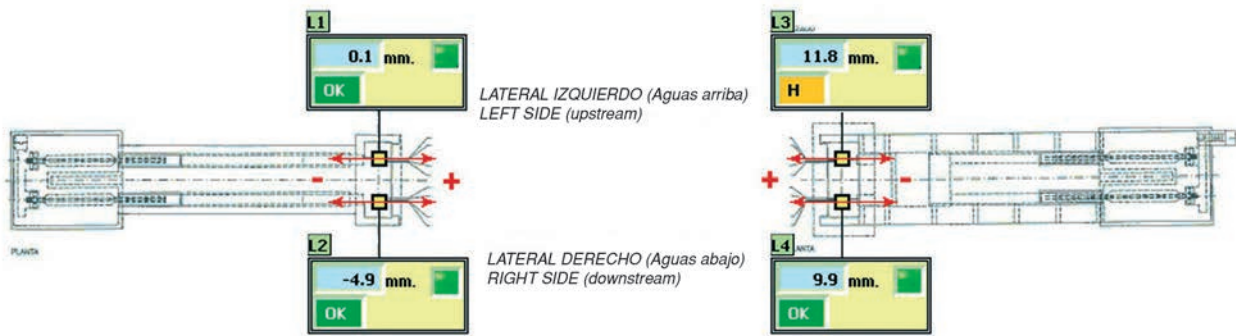 L1
0.1 mm.
OK
L3
11.8 mm.
H
LATERAL IZQUIERDO (Aguas arriba)
LEFT SIDE (upstream)
-
+
+
-
PLANTA
L2
-4.9 mm.
OK
LATERAL DERECHO (Aguas abajo)
RIGHT SIDE (downstream)
L4
ANTA
9.9 mm.
OK